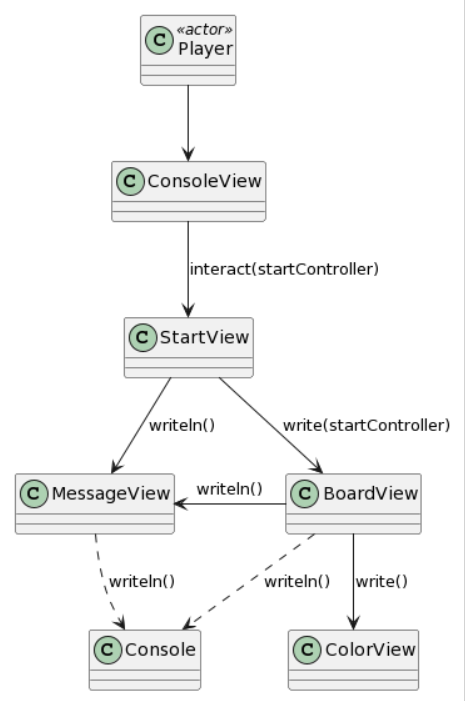 C «actor»
Player
C ConsoleView
interact(startController)
C StartView
writeln()
write(startController)
C MessageView
writeln()
C BoardView
writeln()
writeln()
write()
C Console
C ColorView